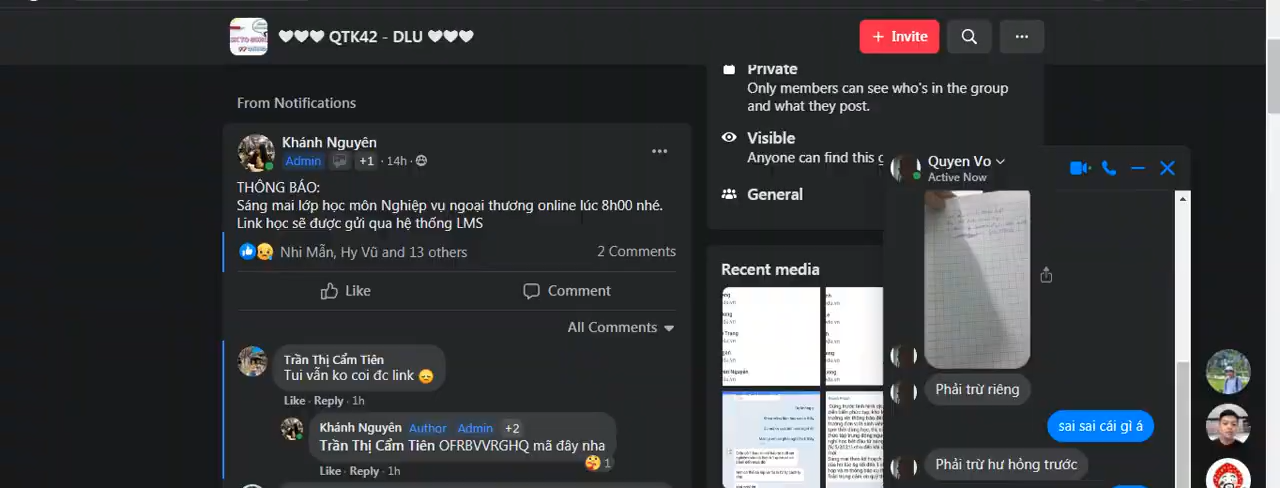 QTK42 - DLU
+ Invite
From Notifications
Khánh Nguyên
Admin +1 · 14h ·
THÔNG BÁO:
Sáng mai lớp học môn Nghiệp vụ ngoại thương online lúc 8h00 nhé.
Link học sẽ được gửi qua hệ thống LMS
Nhi Mẫn, Hy Vũ and 13 others
2 Comments
Like
Comment
All Comments
Trần Thị Cẩm Tiên
Tui vẫn ko coi đc link
Like · Reply · 1h
Khánh Nguyên Author Admin +2
Trần Thị Cẩm Tiên OFRBVVRGHQ mã đây nha
1
Like · Reply · 1h
Private
Only members can see who's in the group
and what they post.
Visible
Anyone can find this g
General
Recent media
Quyen Vo
Active Now
Phải trừ riêng
sai sai cái gì á
Phải trừ hư hỏng trước